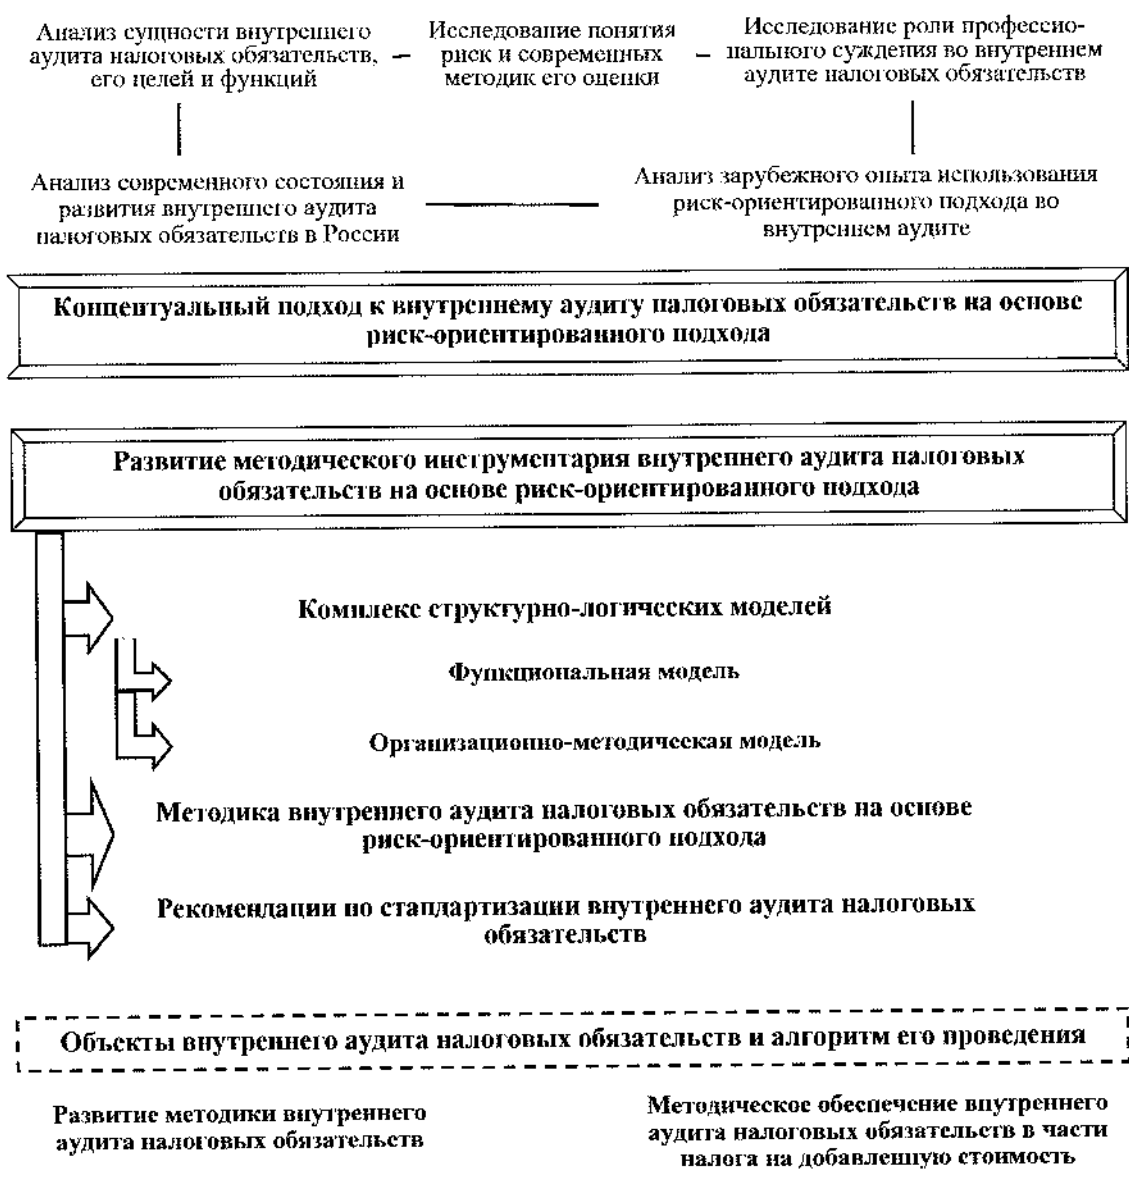 Анализ сущности внутреннего
аудита налоговых обязательств,
его целей и функций
Исследование понятия
риск и современных
методик его оценки
Исследование роли профессио-
нального суждения во внутреннем
аудите налоговых обязательств
Анализ современного состояния и
развития внутреннего аудита
налоговых обязательств в России
Анализ зарубежного опыта использования
риск-ориентированного подхода во
внутреннем аудите
Концептуальный подход к внутреннему аудиту налоговых обязательств на основе
риск-ориентированного подхода
Развитие методического инструментария внутреннего аудита налоговых
обязательств на основе риск-ориентированного подхода
Комплекс структурно-логических моделей
Функциональная модель
Организационно-методическая модель
Методика внутреннего аудита налоговых обязательств на основе
риск-ориентированного подхода
Рекомендации по стандартизации внутреннего аудита налоговых
обязательств
Объекты внутреннего аудита налоговых обязательств и алгоритм его проведения
Развитие методики внутреннего
аудита налоговых обязательств
Методическое обеспечение внутреннего
аудита налоговых обязательств в части
налога на добавленную стоимость